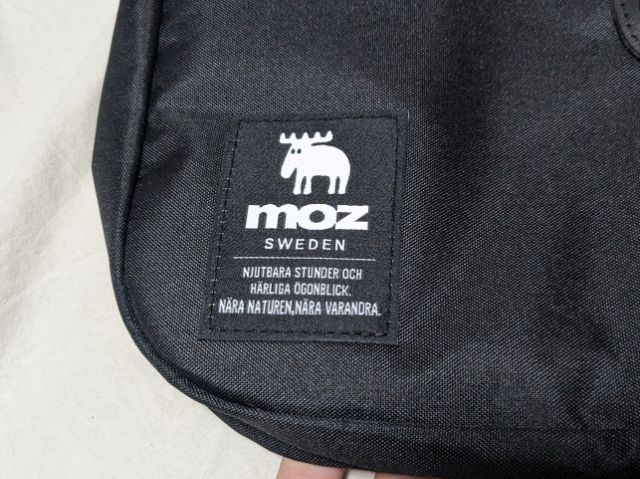 moz
SWEDEN
NJUTBARA STUNDER OCH
HÄRLIGA ÖGONBLICK.
NÄRA NATUREN,NÄRA VARANDRA.